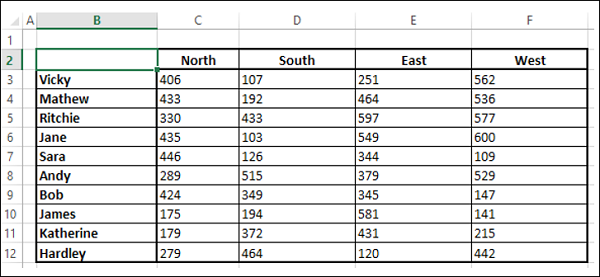 A B C D E F
1
2 North South East West
3 Vicky 406 107 251 562
4 Mathew 433 192 464 536
5 Ritchie 330 433 597 577
6 Jane 435 103 549 600
7 Sara 446 126 344 109
8 Andy 289 515 379 529
9 Bob 424 349 345 147
10 James 175 194 581 141
11 Katherine 179 372 431 215
12 Hardley 279 464 120 442